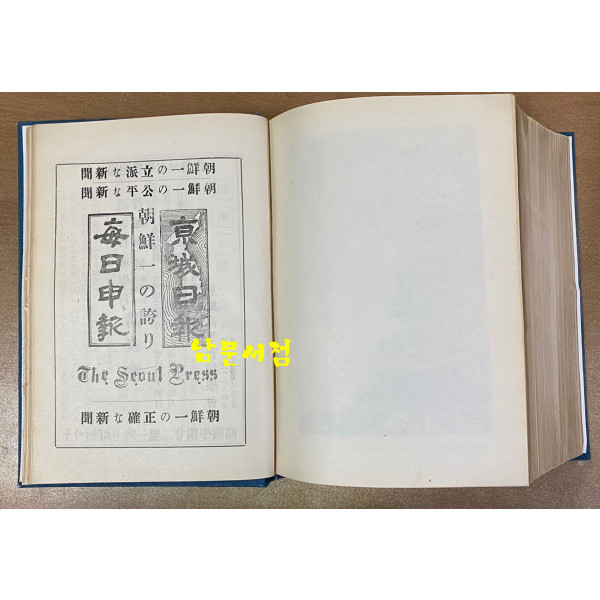 朝鮮一の立派な新聞
朝鮮一の公平な新聞
京城日報
朝鮮一の誇り
每日申報
남문서점
The Seoul Press
朝鮮一の正確な新聞